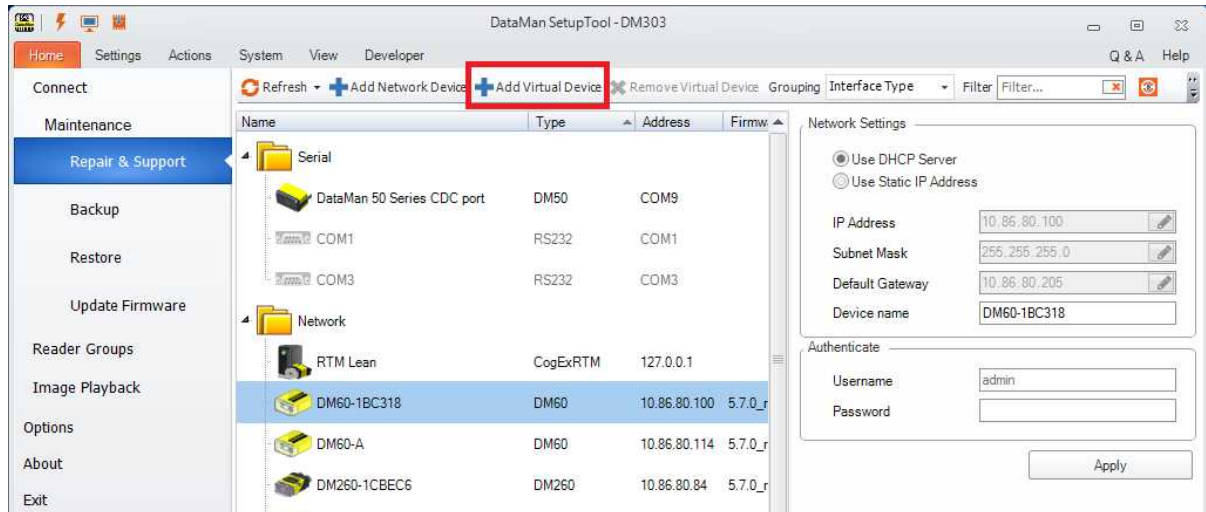 DataMan SetupTool - DM303
Home Settings Actions System View Developer Q & A Help
Connect
Maintenance
Repair & Support
Backup
Restore
Update Firmware
Reader Groups
Image Playback
Options
About
Exit
Refresh Add Network Device Add Virtual Device Remove Virtual Device Grouping Interface Type Filter Filter...
Name Type Address Firmw
Serial
DataMan 50 Series CDC port DM50 COM9
COM1 RS232 COM1
COM3 RS232 COM3
Network
RTM Lean CogExRTM 127.0.0.1
DM60-1BC318 DM60 10.86.80.100 5.7.0_r
DM60-A DM60 10.86.80.114 5.7.0_r
DM260-1CBEC6 DM260 10.86.80.84 5.7.0_r
Network Settings
Use DHCP Server
Use Static IP Address
IP Address 10.86.80.100
Subnet Mask 255.255.255.0
Default Gateway 10.86.80.205
Device name DM60-1BC318
Authenticate
Username admin
Password
Apply